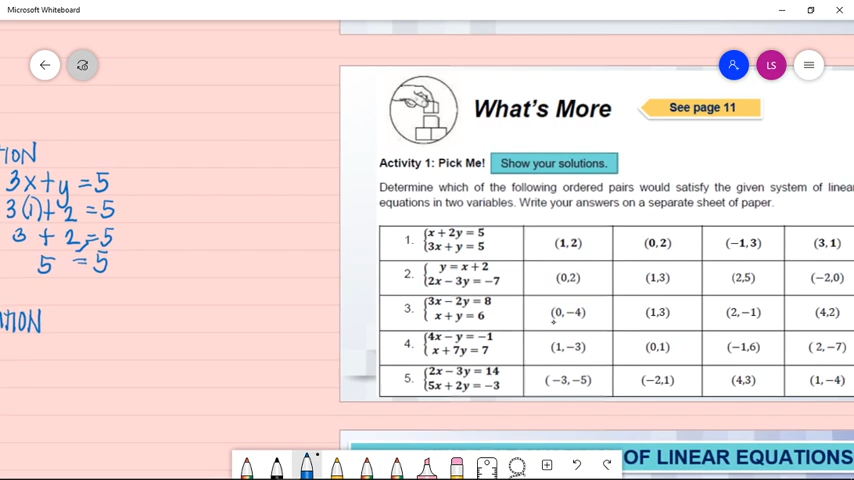 Microsoft Whiteboard
LS
What's More
See page 11
Activity 1: Pick Me!
Show your solutions.
Determine which of the following ordered pairs would satisfy the given system of linear
equations in two variables. Write your answers on a separate sheet of paper.
1. {x + 2y = 5
3x + y = 5 (1, 2) (0, 2) (−1, 3) (3, 1)
2. { y = x + 2
2x − 3y = −7 (0,2) (1,3) (2,5) (−2,0)
3. {3x − 2y = 8
x + y = 6 (0, −4) (1,3) (2, −1) (4,2)
4. {4x − y = −1
x + 7y = 7 (1, −3) (0,1) (−1,6) ( 2, −7)
5. {2x − 3y = 14
5x + 2y = −3 (−3, −5) (−2,1) (4,3) (1, −4)
TION
3x + y = 5
3(1) + 2 = 5
3 + 2 = 5
5 = 5
ATION
OF LINEAR EQUATIONS